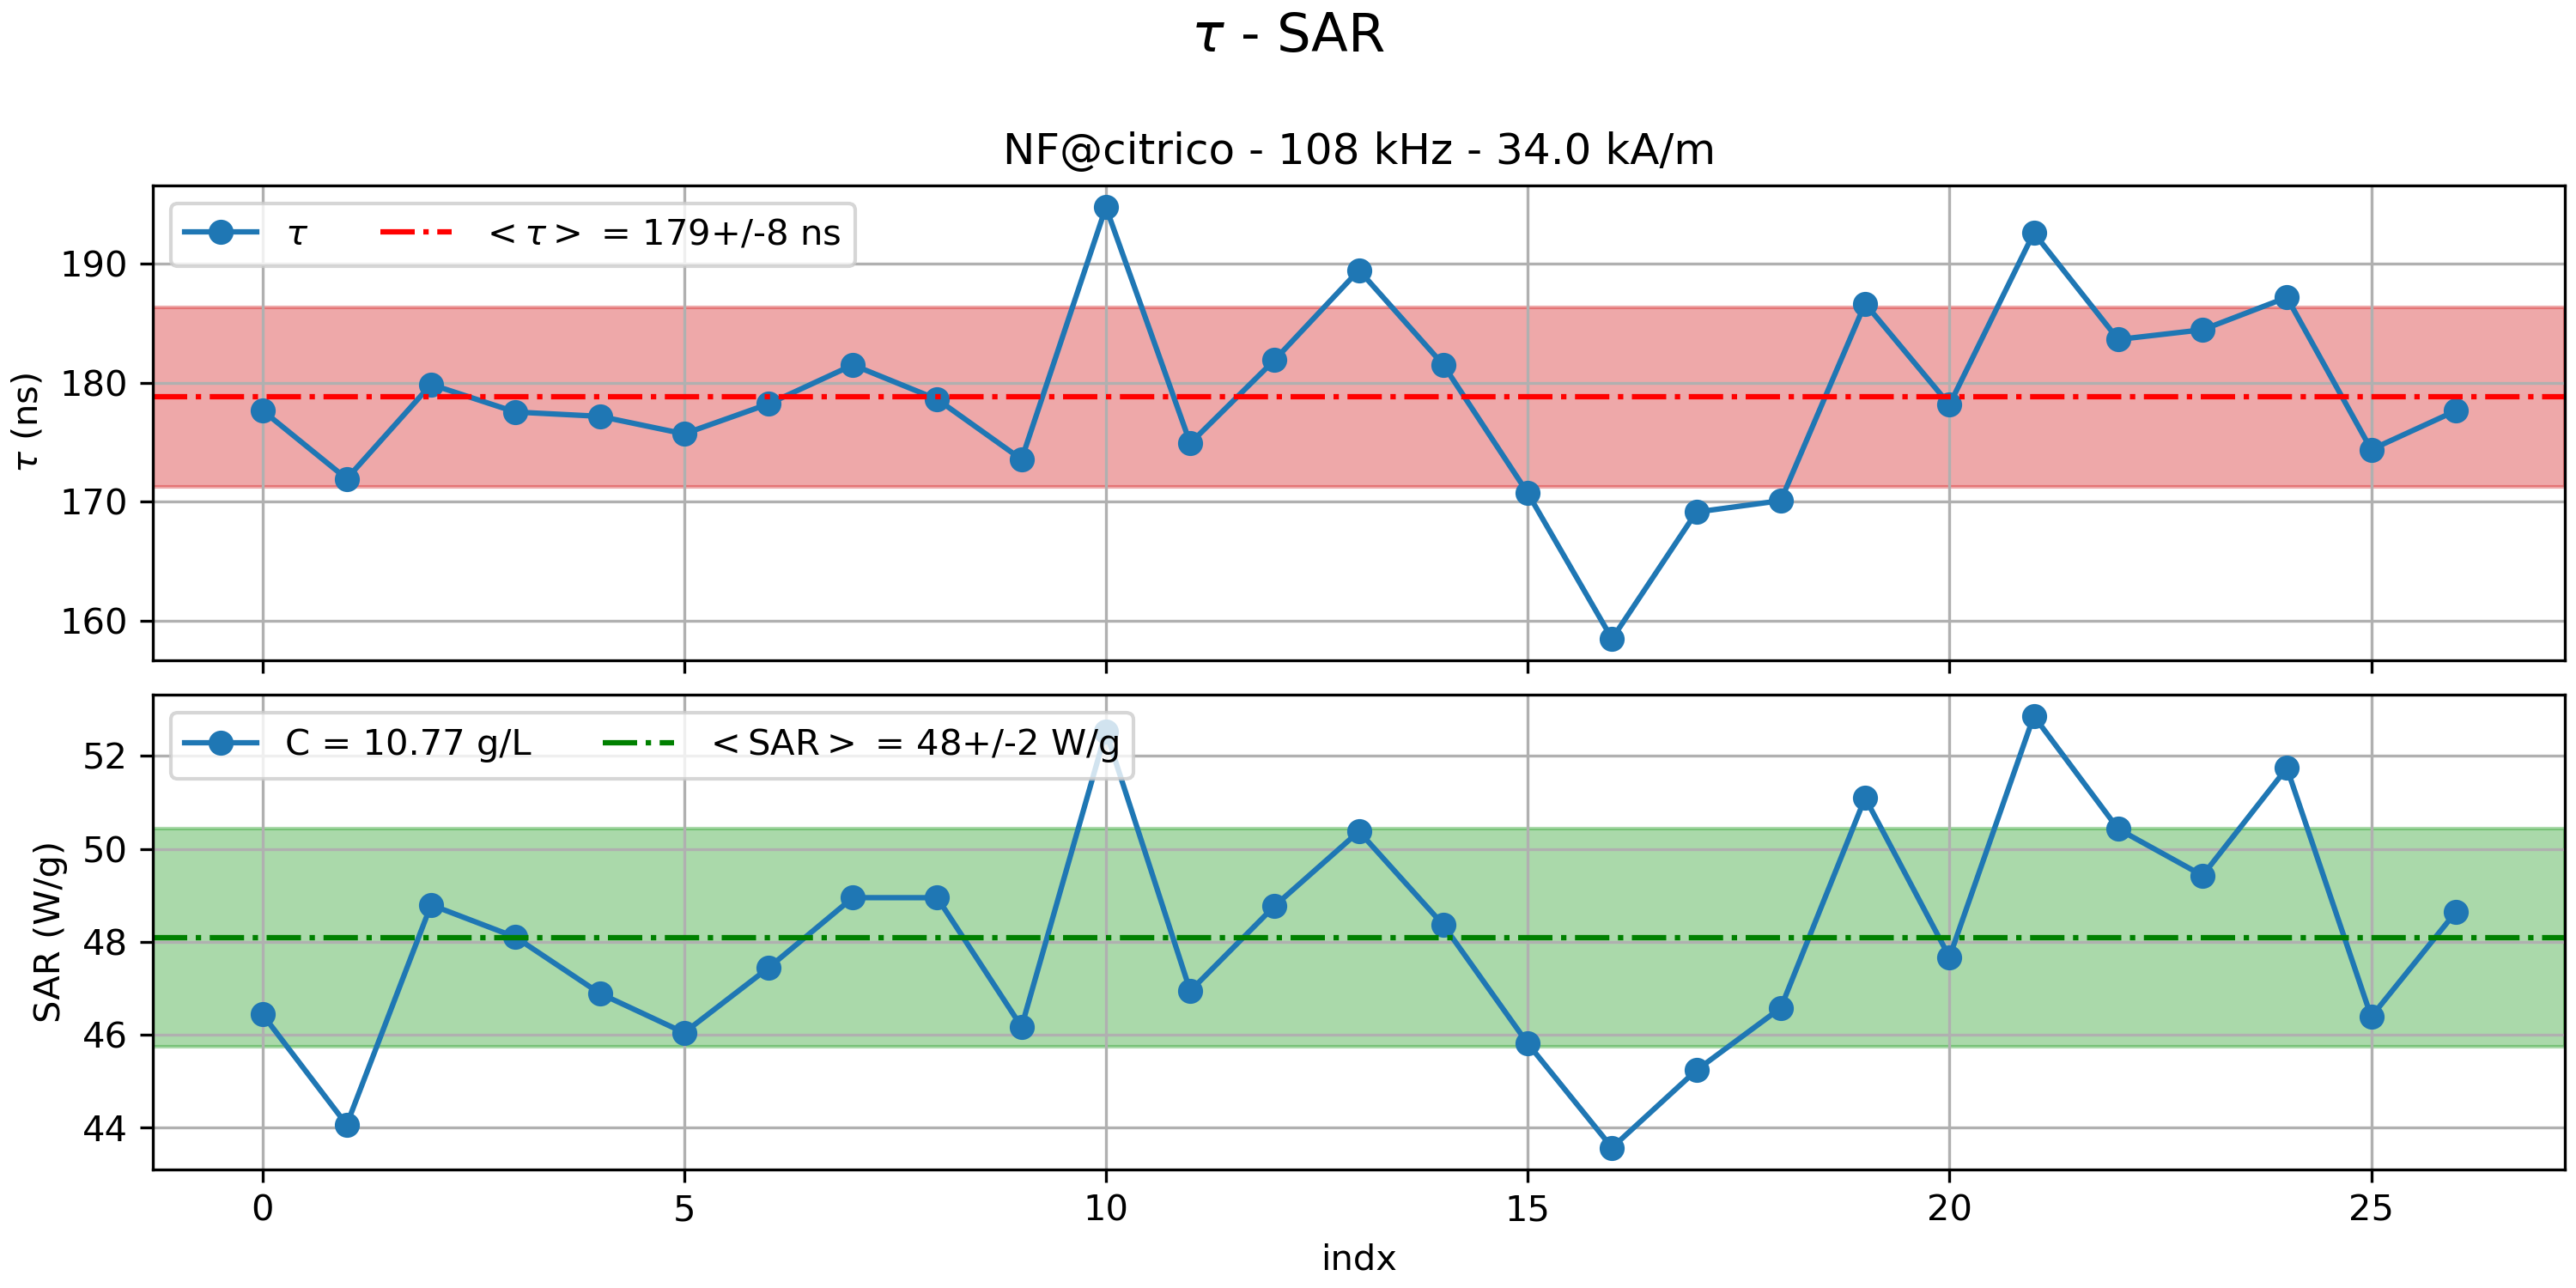 τ - SAR
NF@citrico - 108 kHz - 34.0 kA/m
τ
< τ > = 179+/-8 ns
τ (ns)
190
180
170
160
C = 10.77 g/L
< SAR > = 48+/-2 W/g
SAR (W/g)
52
50
48
46
44
0 5 10 15 20 25
indx